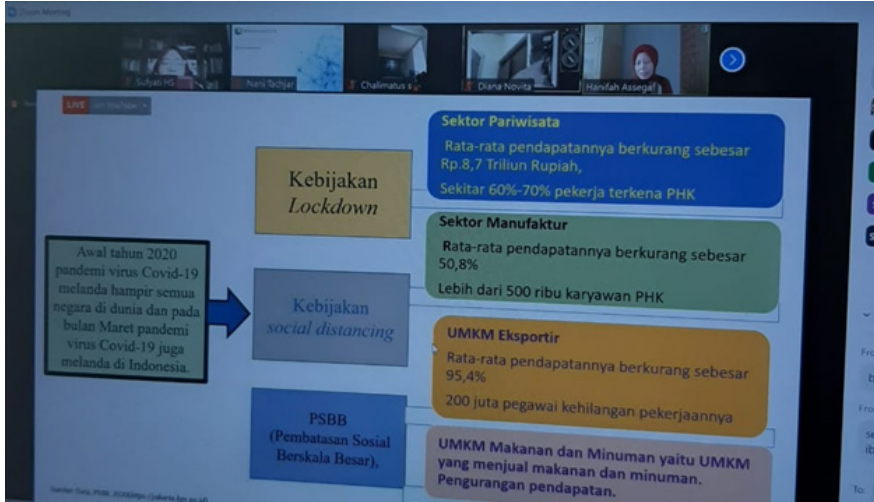 Zoom Meeting
Sufyati HS
Nani Tachjar
Chalimatus s
Diana Novita
Hanifah Assegaf
LIVE on YouTube
Awal tahun 2020
pandemi virus Covid-19
melanda hampir semua
negara di dunia dan pada
bulan Maret pandemi
virus Covid-19 juga
melanda di Indonesia.
Kebijakan
Lockdown
Kebijakan
social distancing
PSBB
(Pembatasan Sosial
Berskala Besar),
Sektor Pariwisata
Rata-rata pendapatannya berkurang sebesar
Rp.8,7 Triliun Rupiah,
Sekitar 60%-70% pekerja terkena PHK
Sektor Manufaktur
Rata-rata pendapatannya berkurang sebesar
50,8%
Lebih dari 500 ribu karyawan PHK
UMKM Eksportir
Rata-rata pendapatannya berkurang sebesar
95,4%
200 juta pegawai kehilangan pekerjaannya
UMKM Makanan dan Minuman yaitu UMKM
yang menjual makanan dan minuman.
Pengurangan pendapatan.
To: